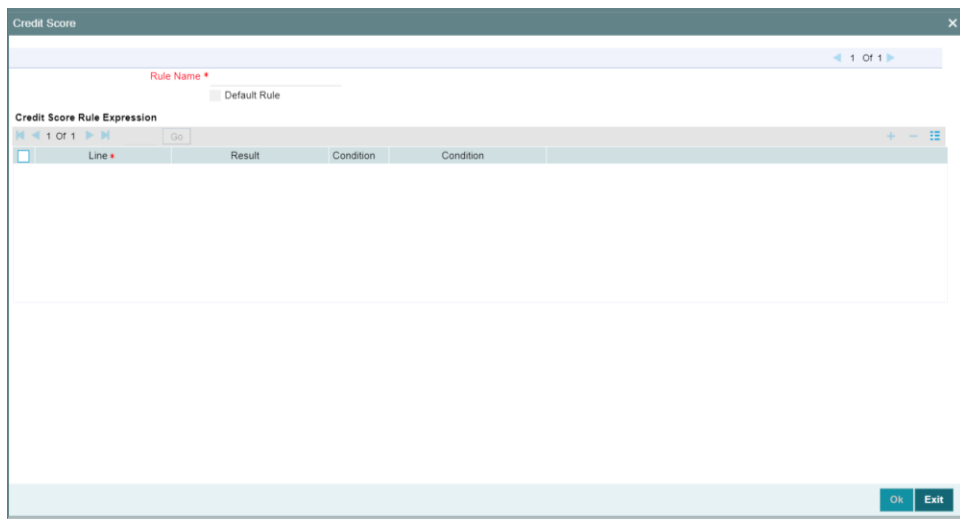 Credit Score
1 Of 1
Rule Name *
Default Rule
Credit Score Rule Expression
1 Of 1 Go
Line * Result Condition Condition
Ok Exit